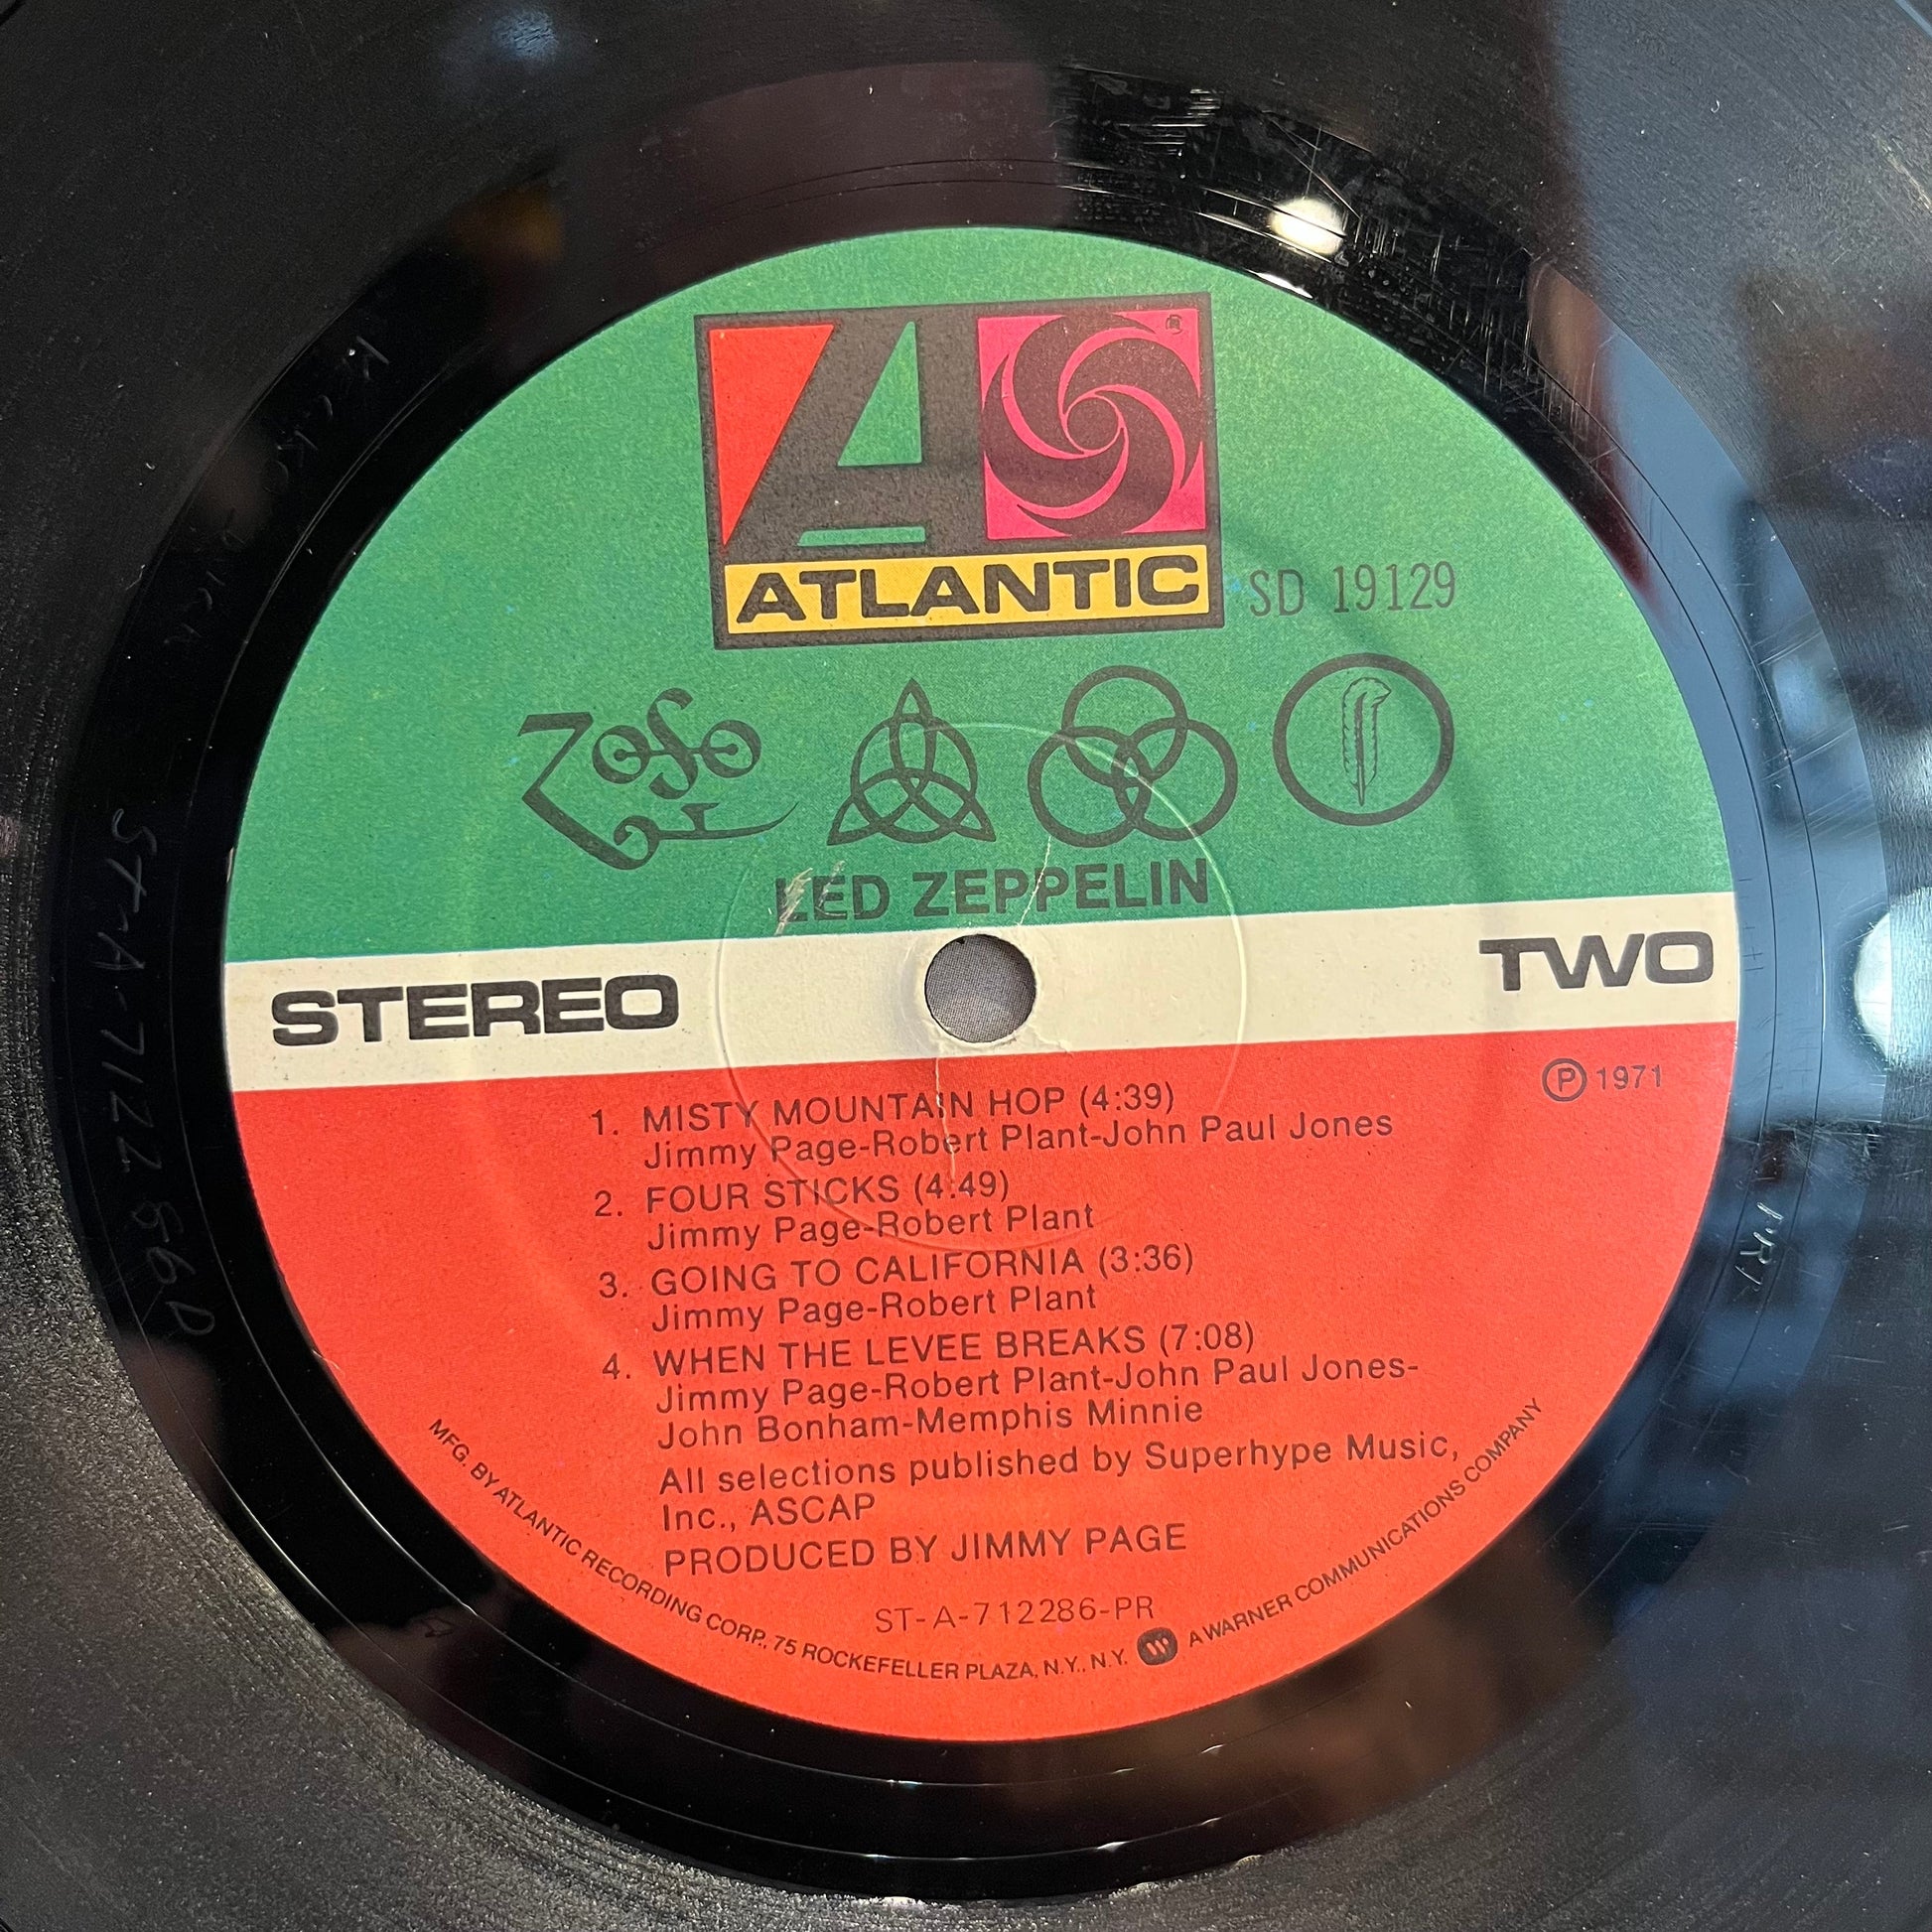 ATLANTIC
SD 19129
LED ZEPPELIN
STEREO
TWO
℗ 1971
1. MISTY MOUNTAIN HOP (4:39)
Jimmy Page-Robert Plant-John Paul Jones
2. FOUR STICKS (4:49)
Jimmy Page-Robert Plant
3. GOING TO CALIFORNIA (3:36)
Jimmy Page-Robert Plant
4. WHEN THE LEVEE BREAKS (7:08)
Jimmy Page-Robert Plant-John Paul Jones-
John Bonham-Memphis Minnie
All selections published by Superhype Music,
Inc., ASCAP
PRODUCED BY JIMMY PAGE
ST-A-712286-PR
MFG. BY ATLANTIC RECORDING CORP., 75 ROCKEFELLER PLAZA, N.Y., N.Y. A WARNER COMMUNICATIONS COMPANY